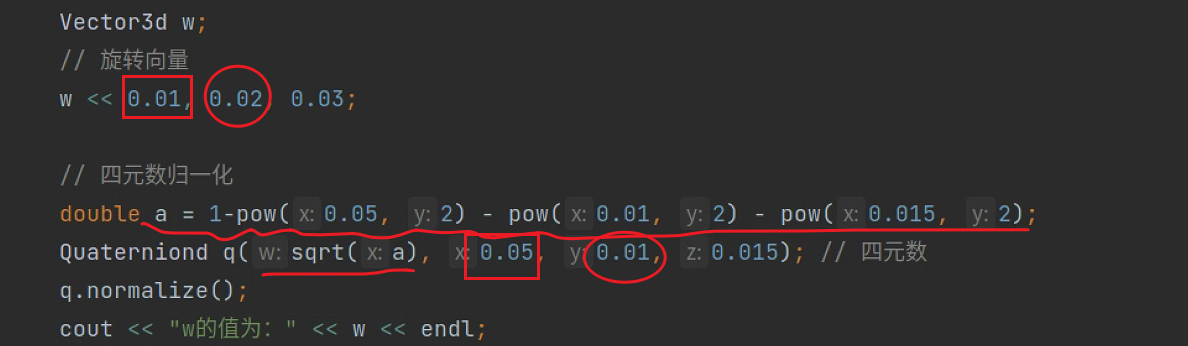 Vector3d w;
// 旋转向量
w << 0.01, 0.02, 0.03;
// 四元数归一化
double a = 1-pow( x: 0.05, y: 2) - pow( x: 0.01, y: 2) - pow( x: 0.015, y: 2);
Quaterniond q( w: sqrt( x: a), x: 0.05, y: 0.01, z: 0.015); // 四元数
q.normalize();
cout << "w的值为：" << w << endl;